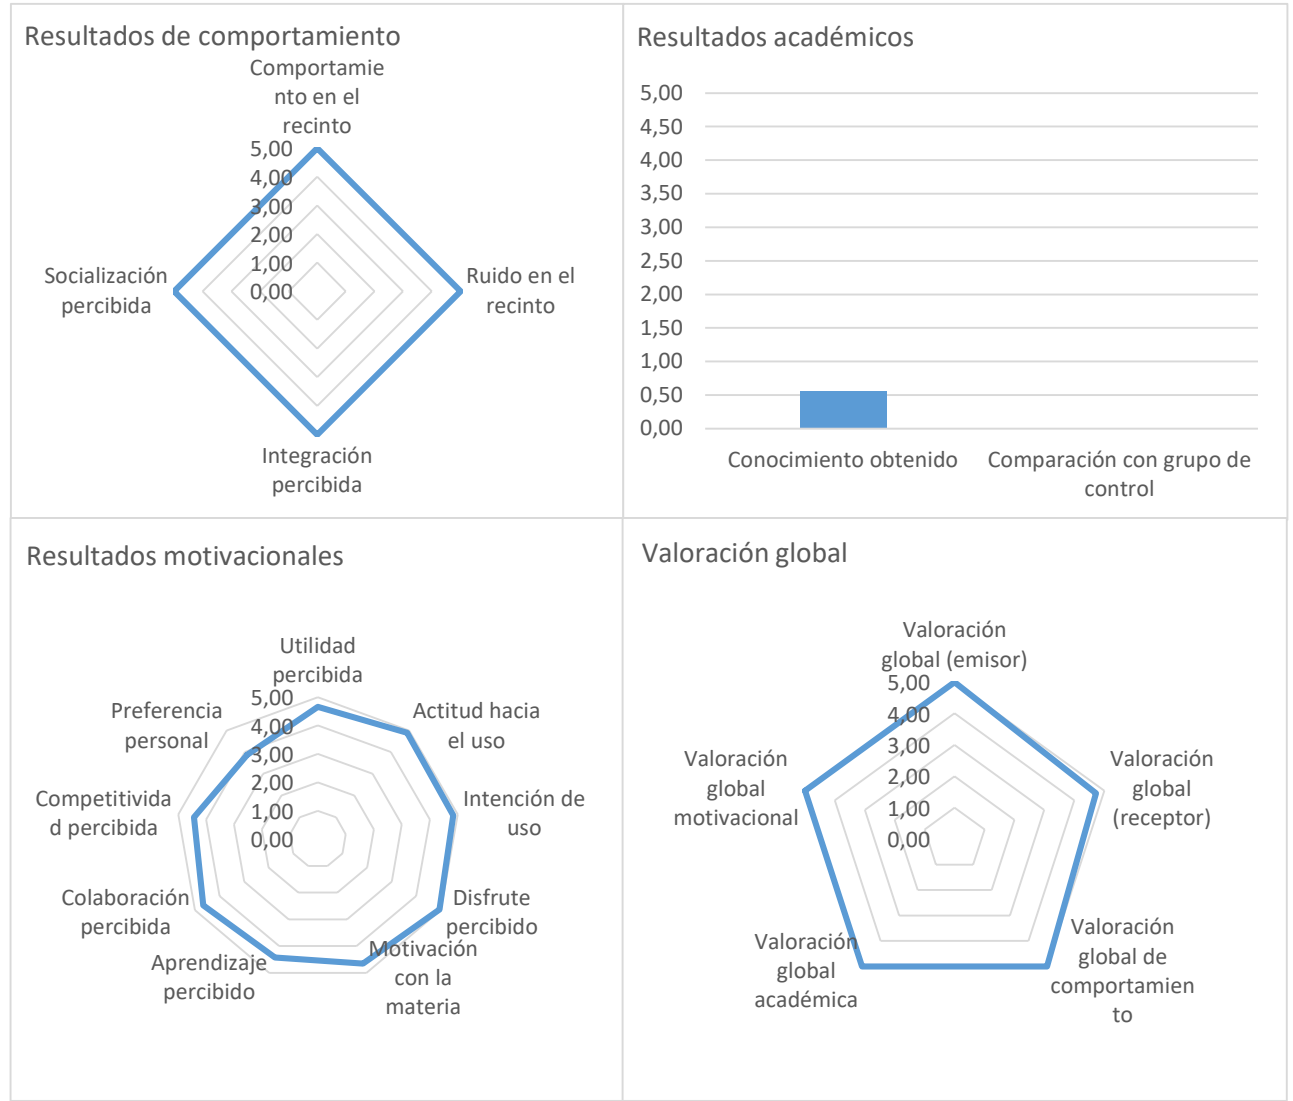 Resultados de comportamiento
Comportamie
nto en el
recinto
5,00
4,00
3,00
2,00
1,00
0,00
Socialización
percibida
Ruido en el
recinto
Integración
percibida
Resultados académicos
5,00
4,50
4,00
3,50
3,00
2,50
2,00
1,50
1,00
0,50
0,00
Conocimiento obtenido
Comparación con grupo de
control
Resultados motivacionales
Utilidad
percibida
5,00
4,00
3,00
2,00
1,00
0,00
Actitud hacia
el uso
Intención de
uso
Disfrute
percibido
Motivación
con la
materia
Aprendizaje
percibido
Colaboración
percibida
Competitivida
d percibida
Preferencia
personal
Valoración global
Valoración
global (emisor)
5,00
4,00
3,00
2,00
1,00
0,00
Valoración
global
(receptor)
Valoración
global de
comportamien
to
Valoración
global
académica
Valoración
global
motivacional